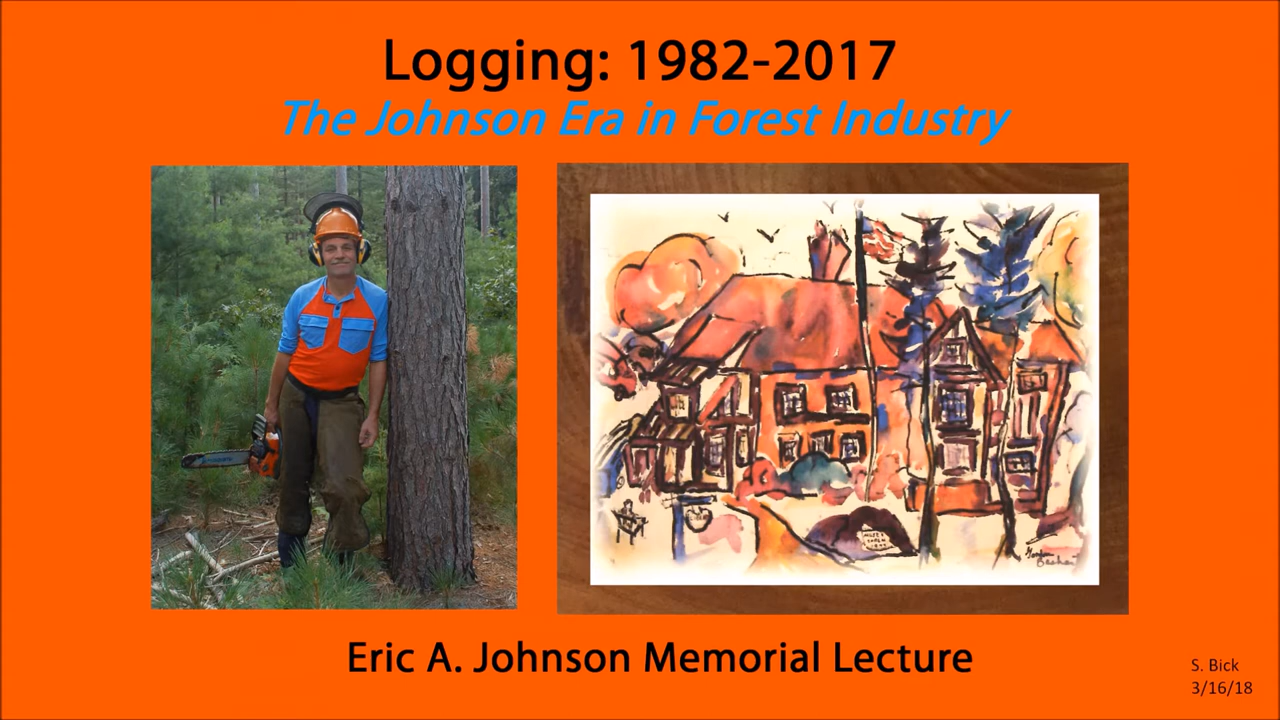 Logging: 1982-2017
The Johnson Era in Forest Industry
Eric A. Johnson Memorial Lecture
S. Bick
3/16/18